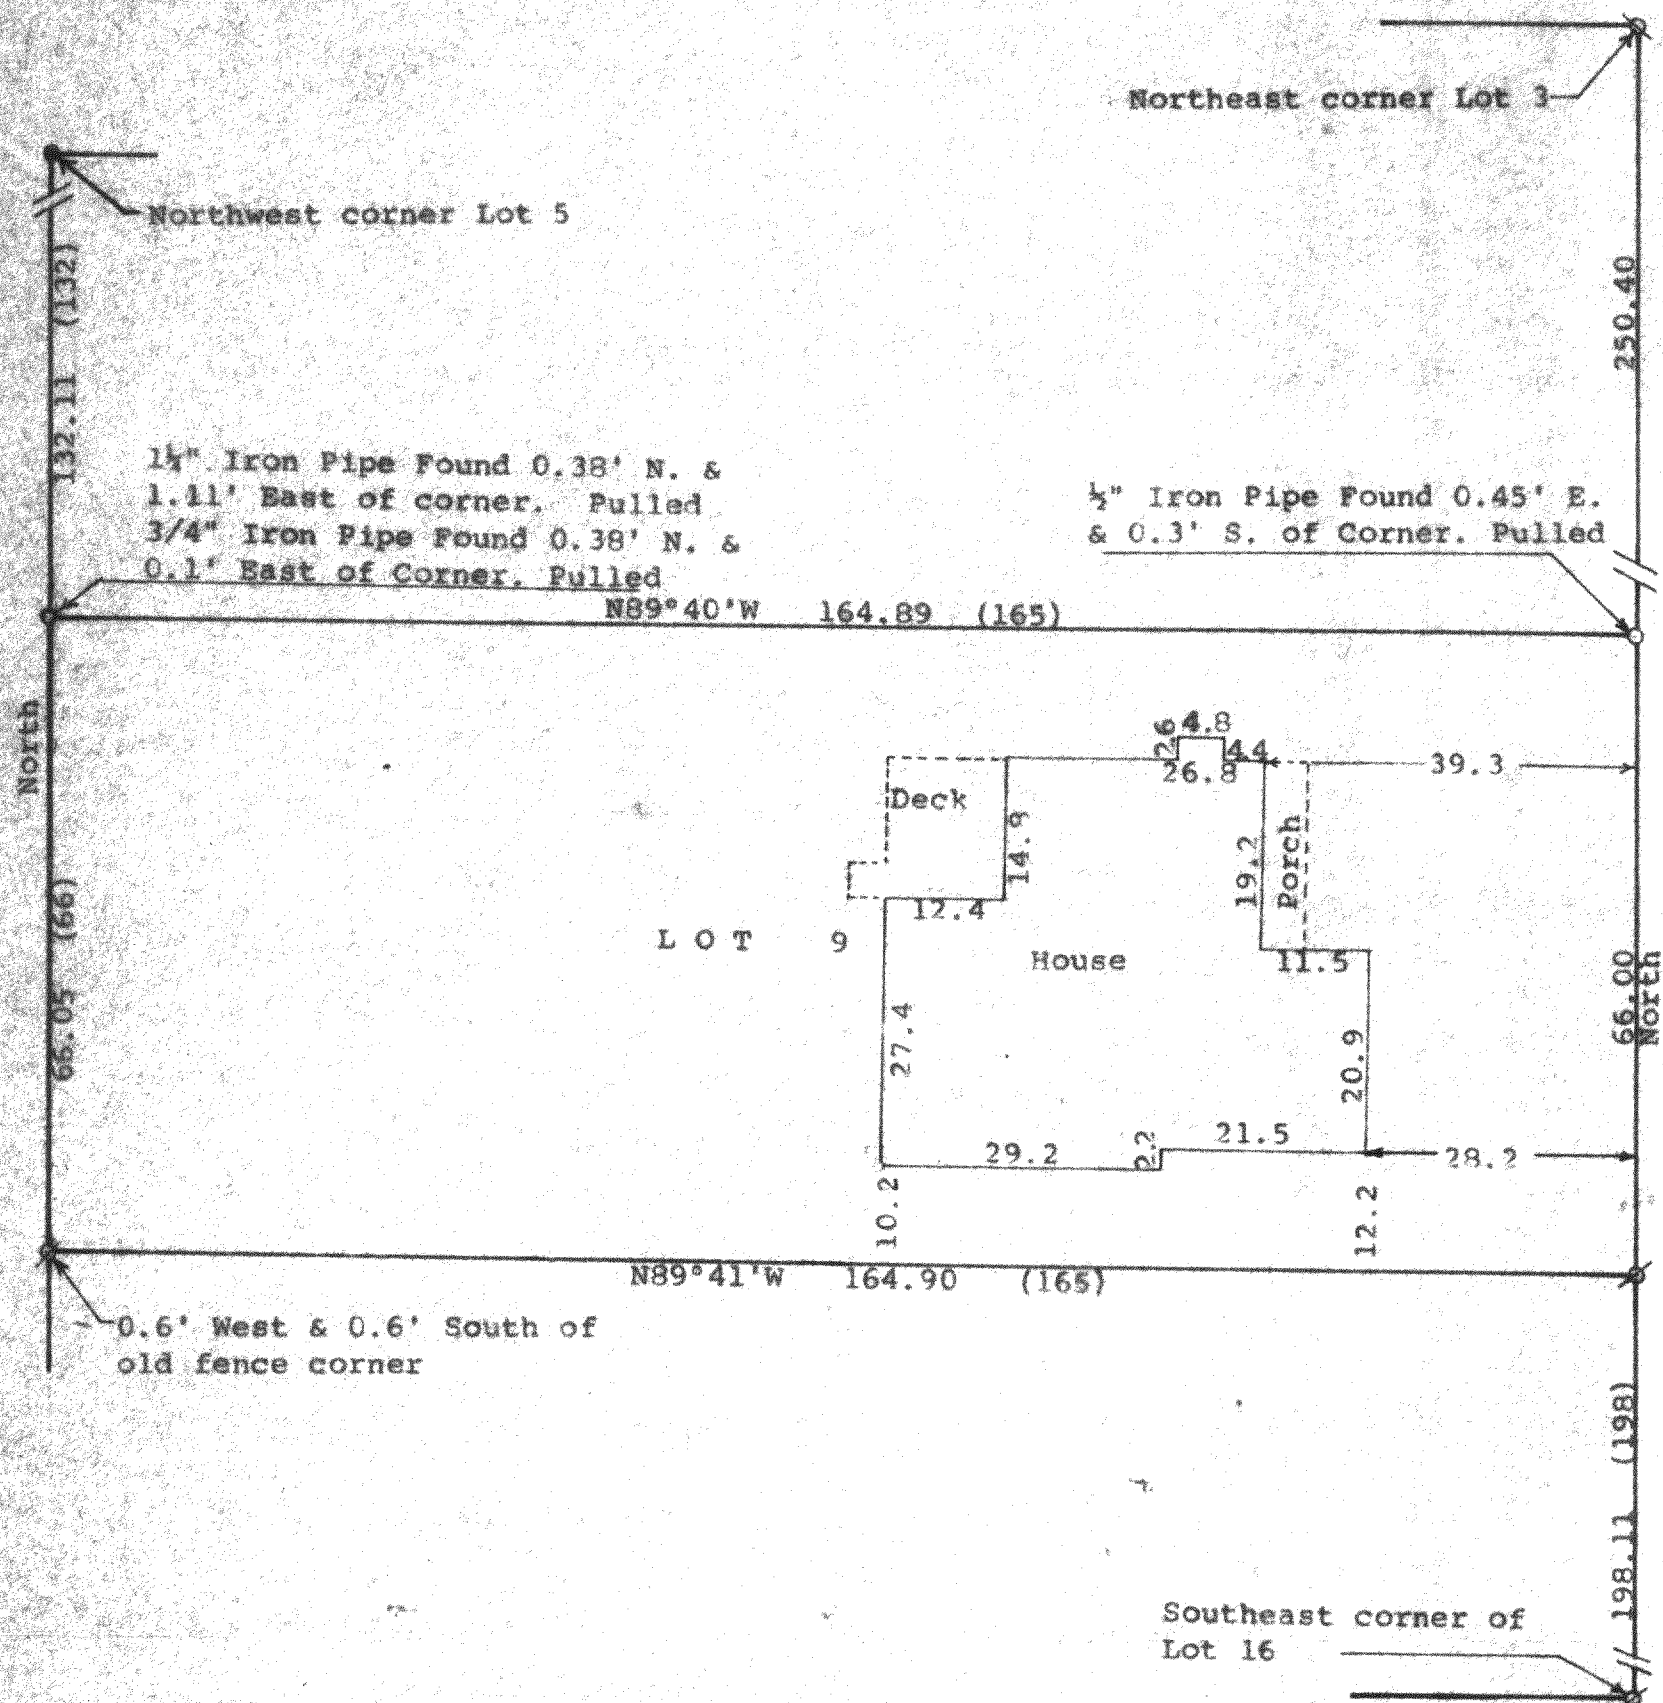 Northeast corner Lot 3
Northwest corner Lot 5
132.11 (132)
250.40
1½" Iron Pipe Found 0.38' N. &
1.11' East of corner. Pulled
3/4" Iron Pipe Found 0.38' N. &
0.1' East of Corner. Pulled
½" Iron Pipe Found 0.45' E.
& 0.3' S. of Corner. Pulled
N89°40'W 164.89 (165)
North
66.05 (66)
2.6
4.8
4.4
26.8
39.3
Deck
14.9
19.2
Porch
12.4
LOT 9
House
11.5
66.00
North
27.4
20.9
29.2
2.2
21.5
28.2
10.2
12.2
N89°41'W 164.90 (165)
0.6' West & 0.6' South of
old fence corner
198.11 (198)
Southeast corner of
Lot 16